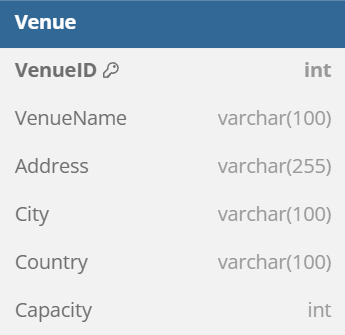 Venue
VenueID int
VenueName varchar(100)
Address varchar(255)
City varchar(100)
Country varchar(100)
Capacity int